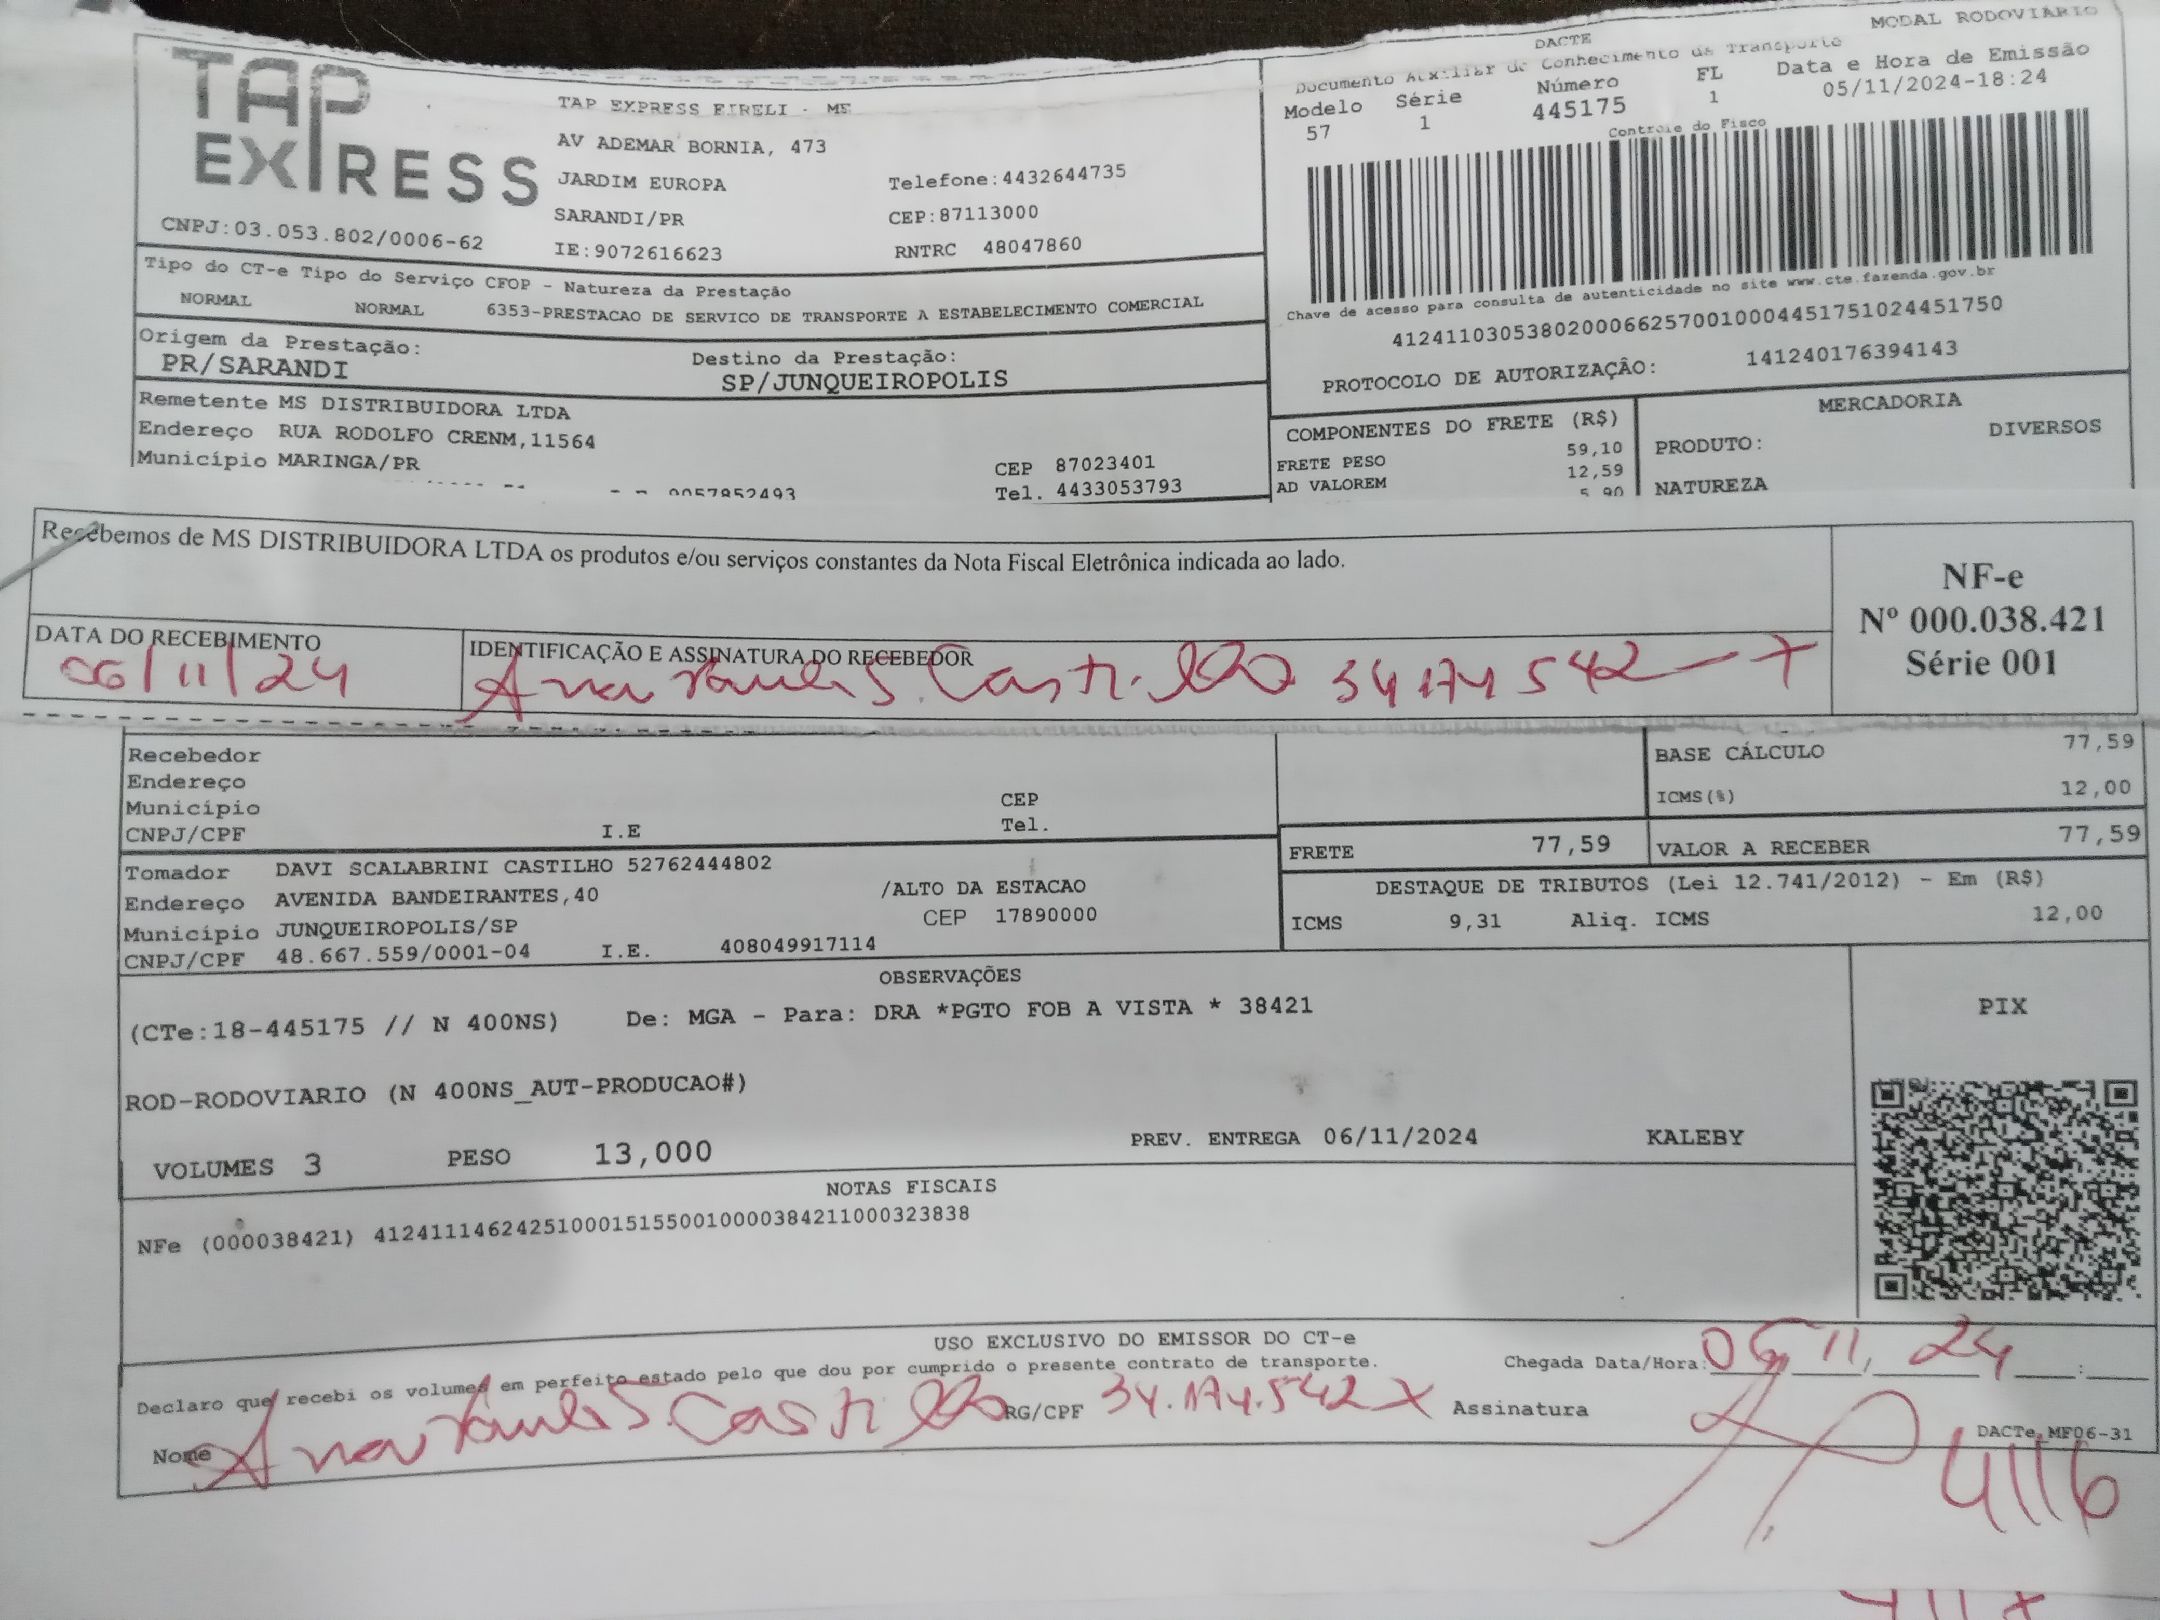 MODAL RODOVIÁRIO
TAP EXPRESS
DACTE
Documento Auxiliar de Conhecimento de Transporte
Modelo Série Número FL Data e Hora de Emissão
57 1 445175 1 05/11/2024-18:24
Controle do Fisco
TAP EXPRESS EIRELI - ME
AV ADEMAR BORNIA, 473
JARDIM EUROPA Telefone:4432644735
SARANDI/PR CEP:87113000
CNPJ:03.053.802/0006-62 IE:9072616623 RNTRC 48047860
Chave de acesso para consulta de autenticidade no site www.cte.fazenda.gov.br
41241103053802000662570010004451751024451750
PROTOCOLO DE AUTORIZAÇÃO: 141240176394143
Tipo do CT-e Tipo do Serviço CFOP - Natureza da Prestação
NORMAL NORMAL 6353-PRESTACAO DE SERVICO DE TRANSPORTE A ESTABELECIMENTO COMERCIAL
Origem da Prestação: Destino da Prestação:
PR/SARANDI SP/JUNQUEIROPOLIS
Remetente MS DISTRIBUIDORA LTDA
Endereço RUA RODOLFO CRENM,11564
Município MARINGA/PR CEP 87023401
Tel. 4433053793
COMPONENTES DO FRETE (R$) MERCADORIA
FRETE PESO 59,10 PRODUTO: DIVERSOS
AD VALOREM 12,59
5,90 NATUREZA
Recebemos de MS DISTRIBUIDORA LTDA os produtos e/ou serviços constantes da Nota Fiscal Eletrônica indicada ao lado.
NF-e
Nº 000.038.421
Série 001
DATA DO RECEBIMENTO IDENTIFICAÇÃO E ASSINATURA DO RECEBEDOR
06/11/24 Ana Paula S. Castilho 34174542-X
Recebedor
Endereço
Município CEP
CNPJ/CPF I.E Tel.
BASE CÁLCULO 77,59
ICMS(%) 12,00
FRETE 77,59 VALOR A RECEBER 77,59
Tomador DAVI SCALABRINI CASTILHO 52762444802
Endereço AVENIDA BANDEIRANTES,40 /ALTO DA ESTACAO
Município JUNQUEIROPOLIS/SP CEP 17890000
CNPJ/CPF 48.667.559/0001-04 I.E. 408049917114
DESTAQUE DE TRIBUTOS (Lei 12.741/2012) - Em (R$)
ICMS 9,31 Aliq. ICMS 12,00
OBSERVAÇÕES
(CTe:18-445175 // N 400NS) De: MGA - Para: DRA *PGTO FOB A VISTA * 38421
PIX
ROD-RODOVIARIO (N 400NS_AUT-PRODUCAO#)
VOLUMES 3 PESO 13,000 PREV. ENTREGA 06/11/2024 KALEBY
NOTAS FISCAIS
NFe (000038421) 41241114624251000151550010000384211000323838
USO EXCLUSIVO DO EMISSOR DO CT-e
Declaro que recebi os volumes em perfeito estado pelo que dou por cumprido o presente contrato de transporte. Chegada Data/Hora: 06 11, 24 :
Nome Ana Paula S. Castilho RG/CPF 34.174.542X Assinatura
DACTe_MF06-31
4116